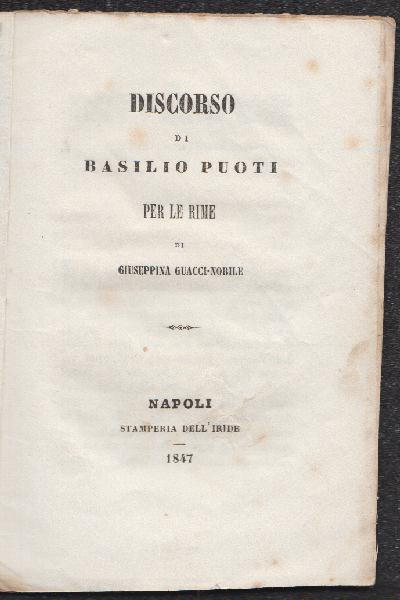 DISCORSO
DI
BASILIO PUOTI
PER LE RIME
DI
GIUSEPPINA GUACCI-NOBILE
NAPOLI
STAMPERIA DELL'IRIDE
1847